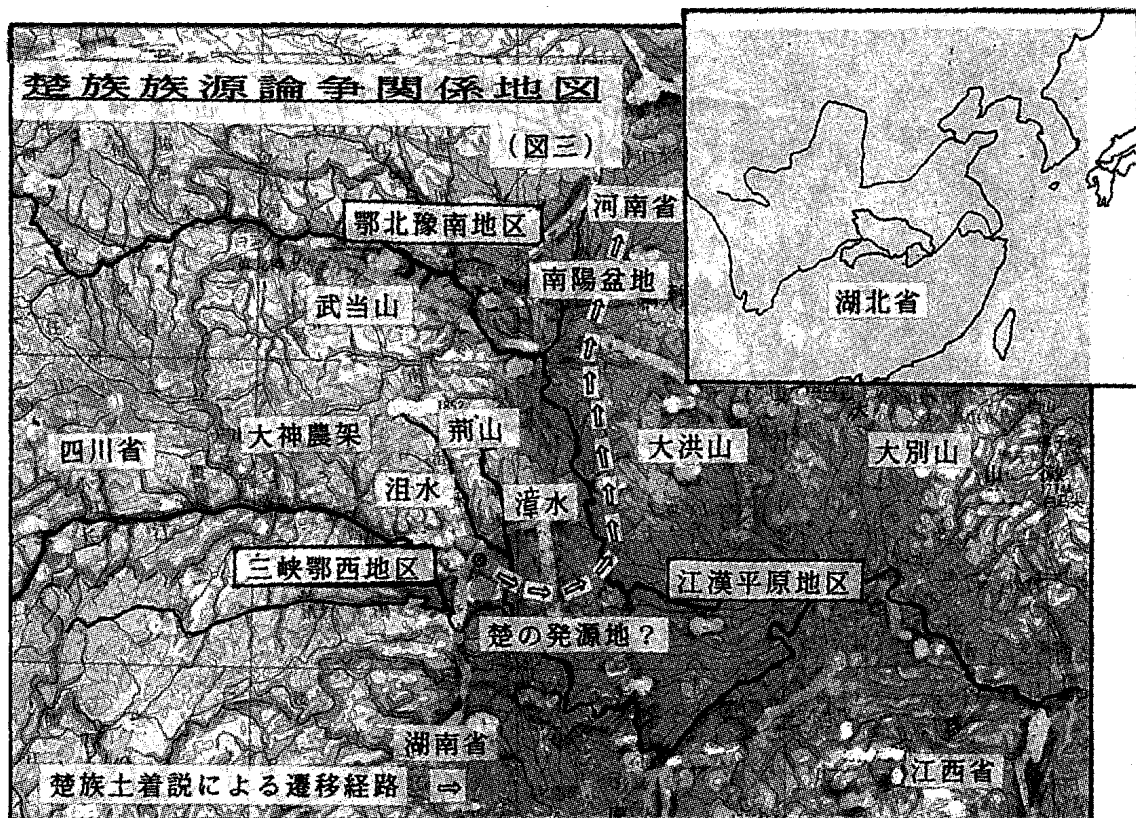 楚族族源論争関係地図
(図三)
河南省
鄂北豫南地区
南陽盆地
武当山
湖北省
荊山
大神農架
四川省
大洪山
大別山
沮水
漳水
三峡鄂西地区
江漢平原地区
楚の発源地？
湖南省
江西省
楚族土着説による遷移経路 ⇨